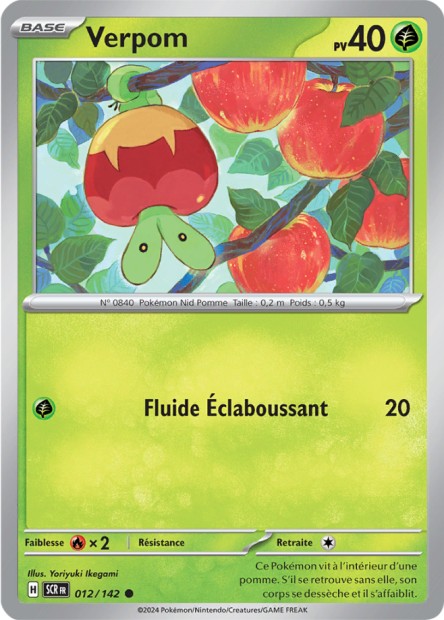 BASE
Verpom
PV 40
N° 0840 Pokémon Nid Pomme Taille : 0,2 m Poids : 0,5 kg
Fluide Éclaboussant 20
Faiblesse ×2 Résistance Retraite
Illus. Yoriyuki Ikegami
H SCR FR 012/142
Ce Pokémon vit à l'intérieur d'une
pomme. S'il se retrouve sans elle, son
corps se dessèche et il s'affaiblit.
©2024 Pokémon/Nintendo/Creatures/GAME FREAK